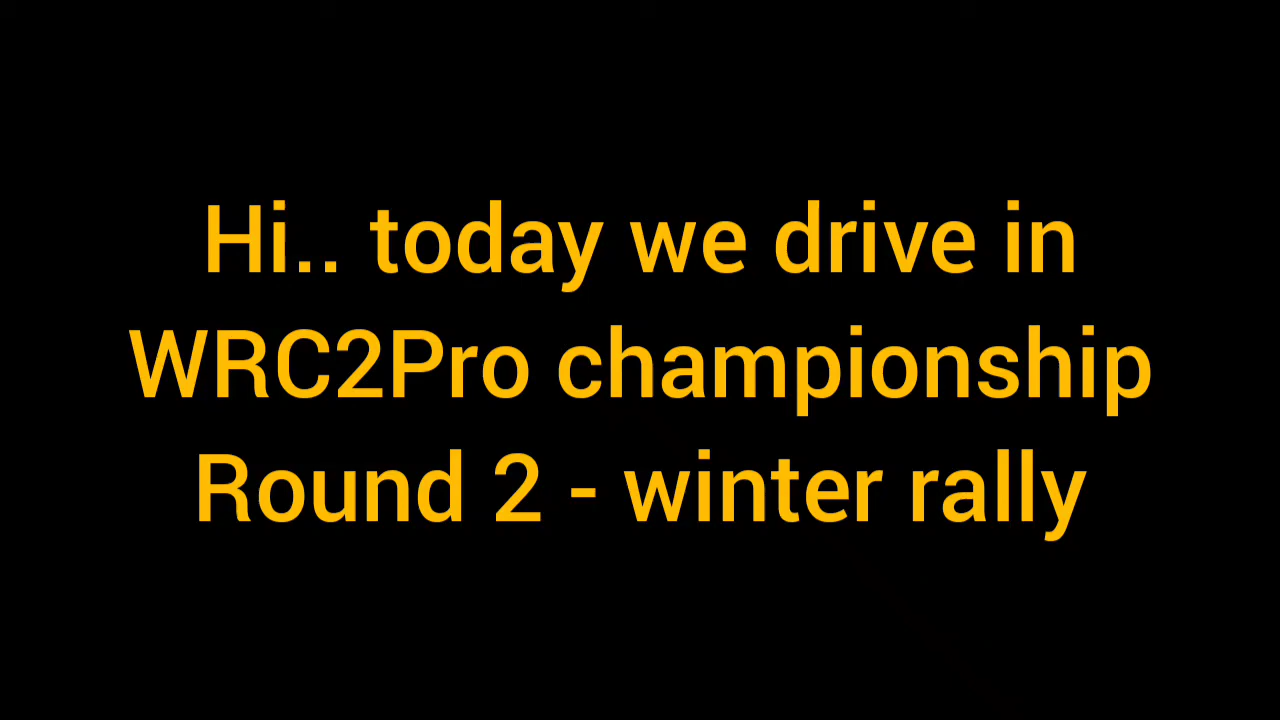 Hi.. today we drive in
WRC2Pro championship
Round 2 - winter rally